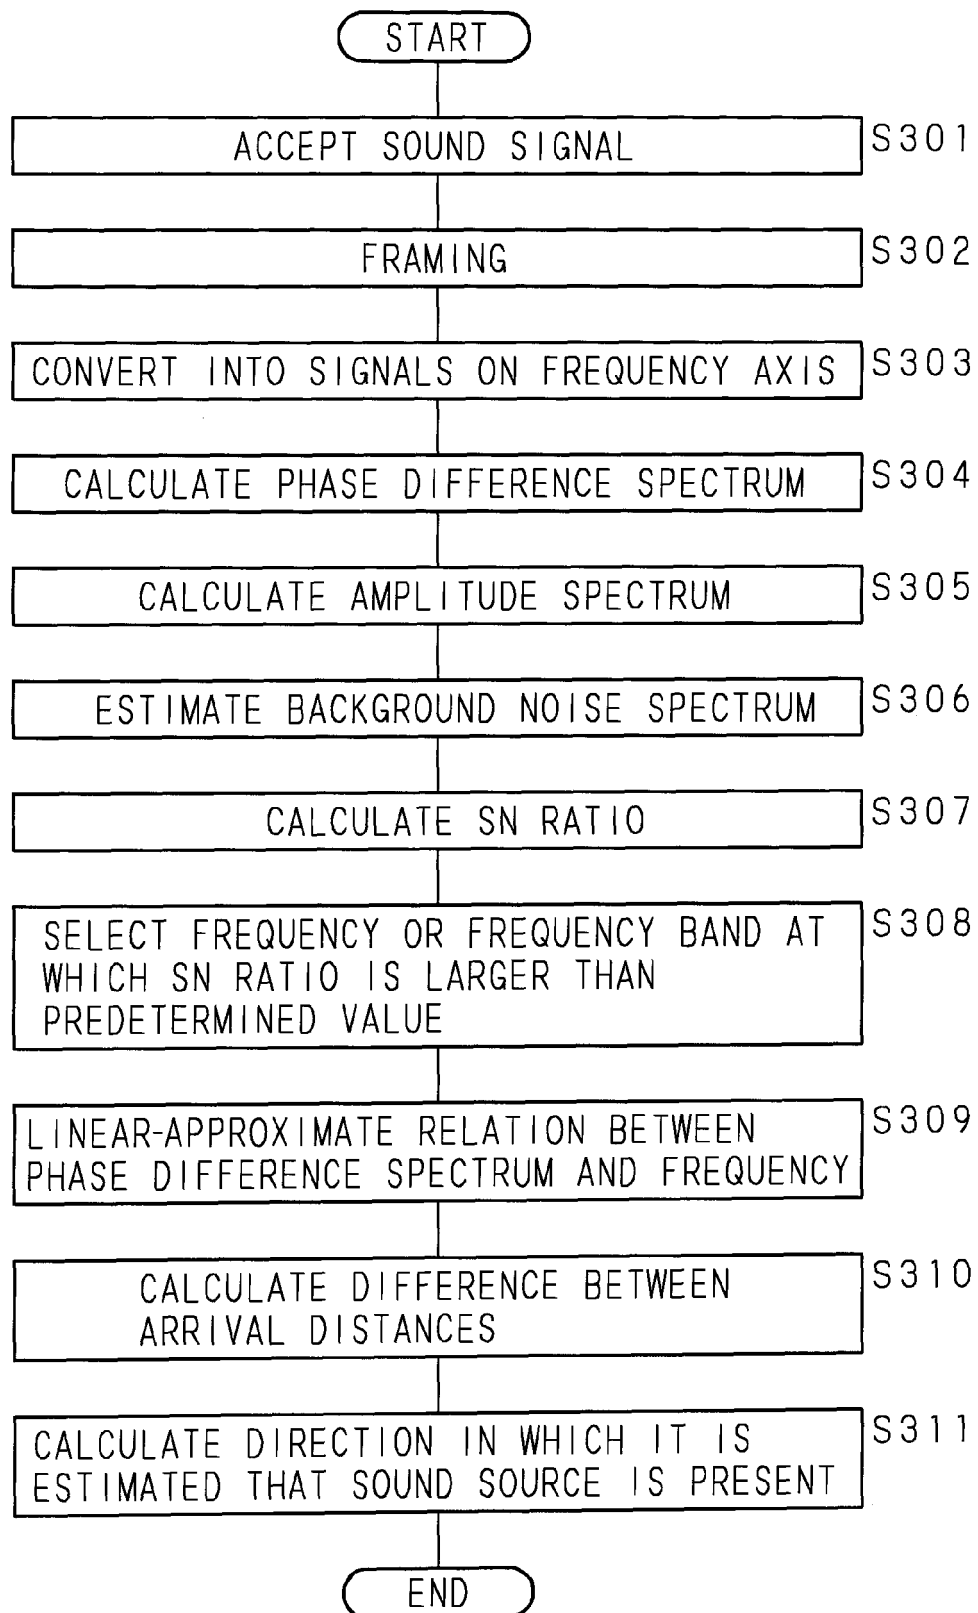 START
ACCEPT SOUND SIGNAL
S301
FRAMING
S302
CONVERT INTO SIGNALS ON FREQUENCY AXIS
S303
CALCULATE PHASE DIFFERENCE SPECTRUM
S304
CALCULATE AMPLITUDE SPECTRUM
S305
ESTIMATE BACKGROUND NOISE SPECTRUM
S306
CALCULATE SN RATIO
S307
SELECT FREQUENCY OR FREQUENCY BAND AT
WHICH SN RATIO IS LARGER THAN
PREDETERMINED VALUE
S308
LINEAR-APPROXIMATE RELATION BETWEEN
PHASE DIFFERENCE SPECTRUM AND FREQUENCY
S309
CALCULATE DIFFERENCE BETWEEN
ARRIVAL DISTANCES
S310
CALCULATE DIRECTION IN WHICH IT IS
ESTIMATED THAT SOUND SOURCE IS PRESENT
S311
END